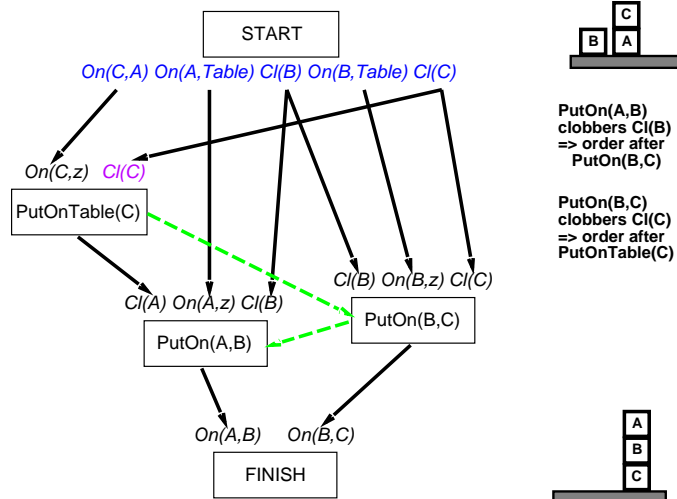 START
On(C,A) On(A,Table) Cl(B) On(B,Table) Cl(C)
C
B A
PutOn(A,B)
clobbers Cl(B)
=> order after
PutOn(B,C)
On(C,z) Cl(C)
PutOnTable(C)
PutOn(B,C)
clobbers Cl(C)
=> order after
PutOnTable(C)
Cl(B) On(B,z) Cl(C)
Cl(A) On(A,z) Cl(B)
PutOn(B,C)
PutOn(A,B)
On(A,B) On(B,C)
FINISH
A
B
C